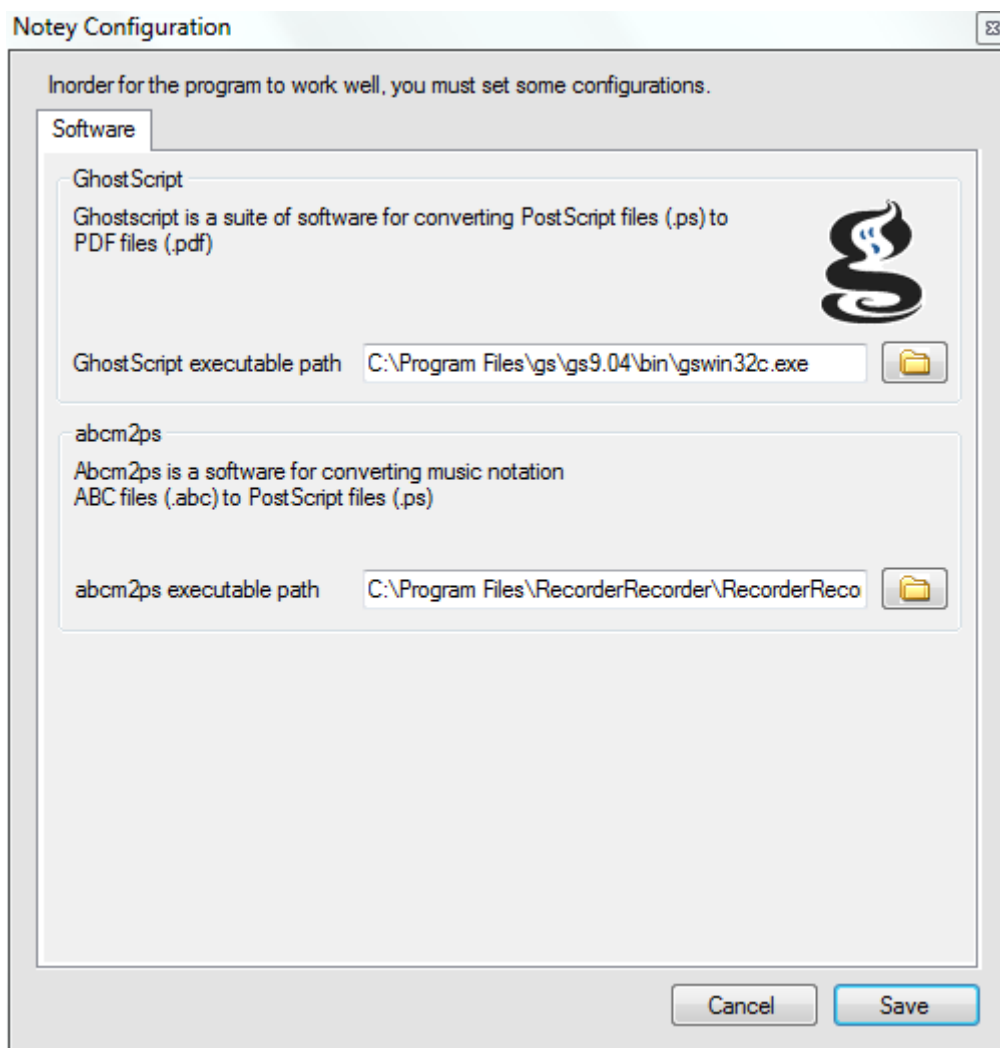 Notey Configuration
Inorder for the program to work well, you must set some configurations.
Software
GhostScript
Ghostscript is a suite of software for converting PostScript files (.ps) to
PDF files (.pdf)
GhostScript executable path C:\Program Files\gs\gs9.04\bin\gswin32c.exe
abcm2ps
Abcm2ps is a software for converting music notation
ABC files (.abc) to PostScript files (.ps)
abcm2ps executable path C:\Program Files\RecorderRecorder\RecorderReco
Cancel Save